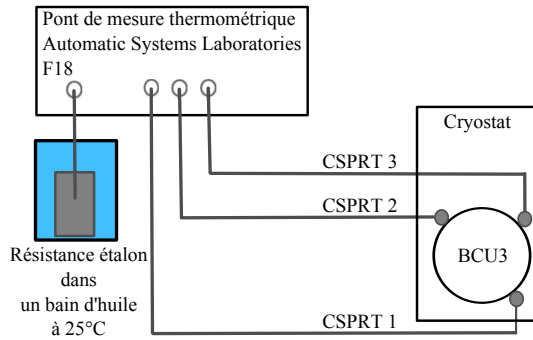 Pont de mesure thermométrique
Automatic Systems Laboratories
F18
Cryostat
CSPRT 3
CSPRT 2
BCU3
Résistance étalon
dans
un bain d'huile
à 25°C
CSPRT 1